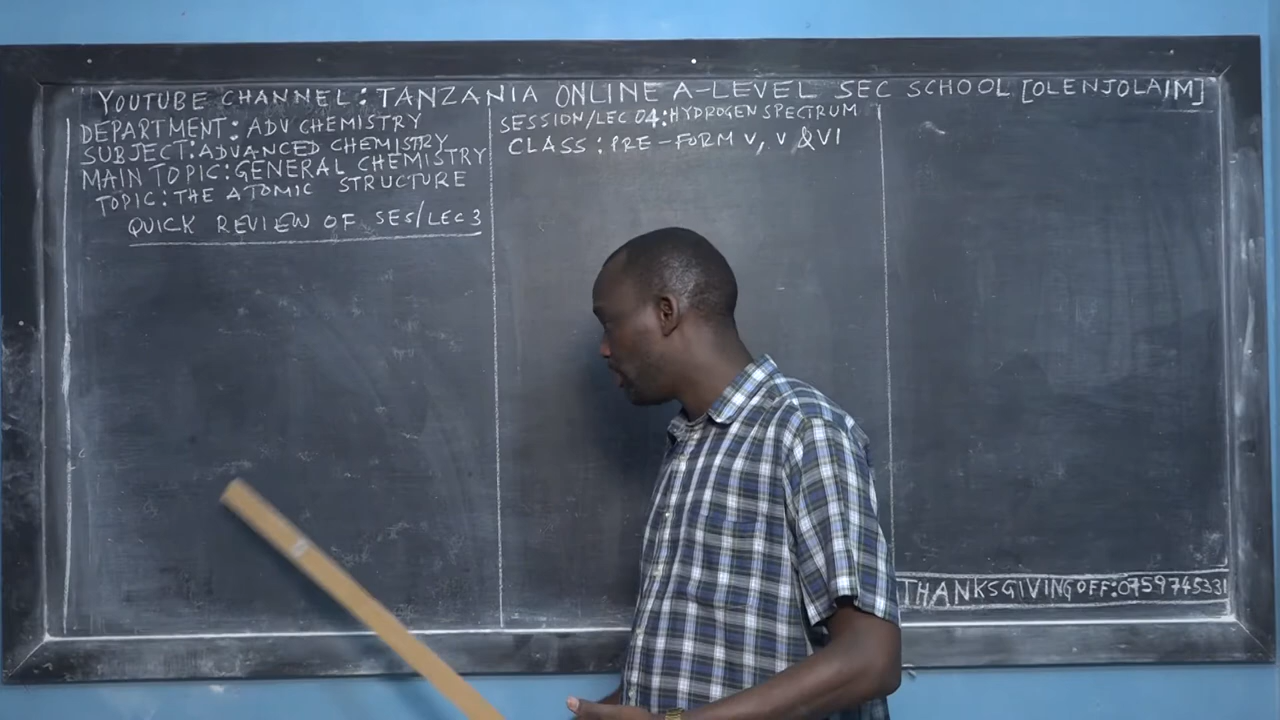 YOUTUBE CHANNEL: TANZANIA ONLINE A-LEVEL SEC SCHOOL [OLENJOLAIM]
DEPARTMENT: ADV CHEMISTRY
SUBJECT: ADVANCED CHEMISTRY
MAIN TOPIC: GENERAL CHEMISTRY
TOPIC: THE ATOMIC STRUCTURE
QUICK REVIEW OF SES/LEC 3
SESSION/LEC 04: HYDROGEN SPECTRUM
CLASS: PRE-FORM V, V & VI
THANKSGIVING OFF: 0759745331